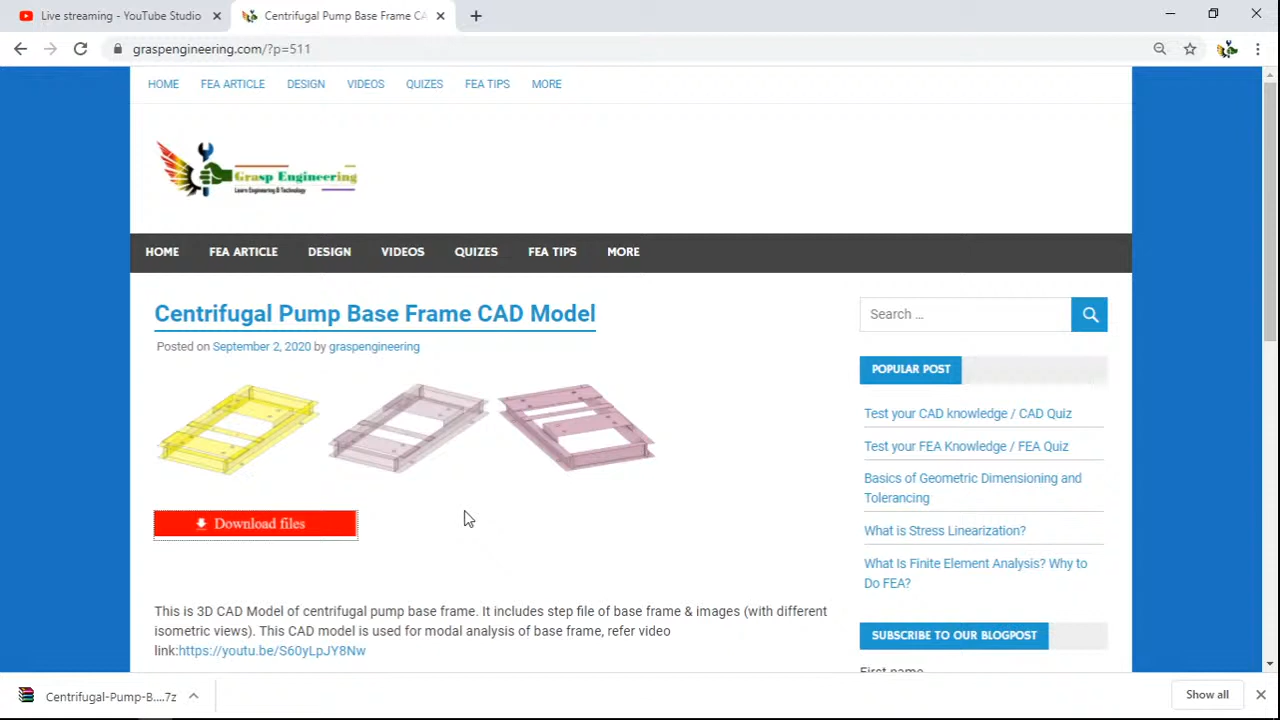 Live streaming - YouTube Studio
Centrifugal Pump Base Frame CA
graspengineering.com/?p=511
HOME FEA ARTICLE DESIGN VIDEOS QUIZES FEA TIPS MORE
Grasp Engineering
Learn Engineering & Technology
HOME FEA ARTICLE DESIGN VIDEOS QUIZES FEA TIPS MORE
Centrifugal Pump Base Frame CAD Model
Posted on September 2, 2020 by graspengineering
Download files
This is 3D CAD Model of centrifugal pump base frame. It includes step file of base frame & images (with different
isometric views). This CAD model is used for modal analysis of base frame, refer video
link:https://youtu.be/S60yLpJY8Nw
Search …
POPULAR POST
Test your CAD knowledge / CAD Quiz
Test your FEA Knowledge / FEA Quiz
Basics of Geometric Dimensioning and
Tolerancing
What is Stress Linearization?
What Is Finite Element Analysis? Why to
Do FEA?
SUBSCRIBE TO OUR BLOGPOST
First name
Centrifugal-Pump-B....7z
Show all